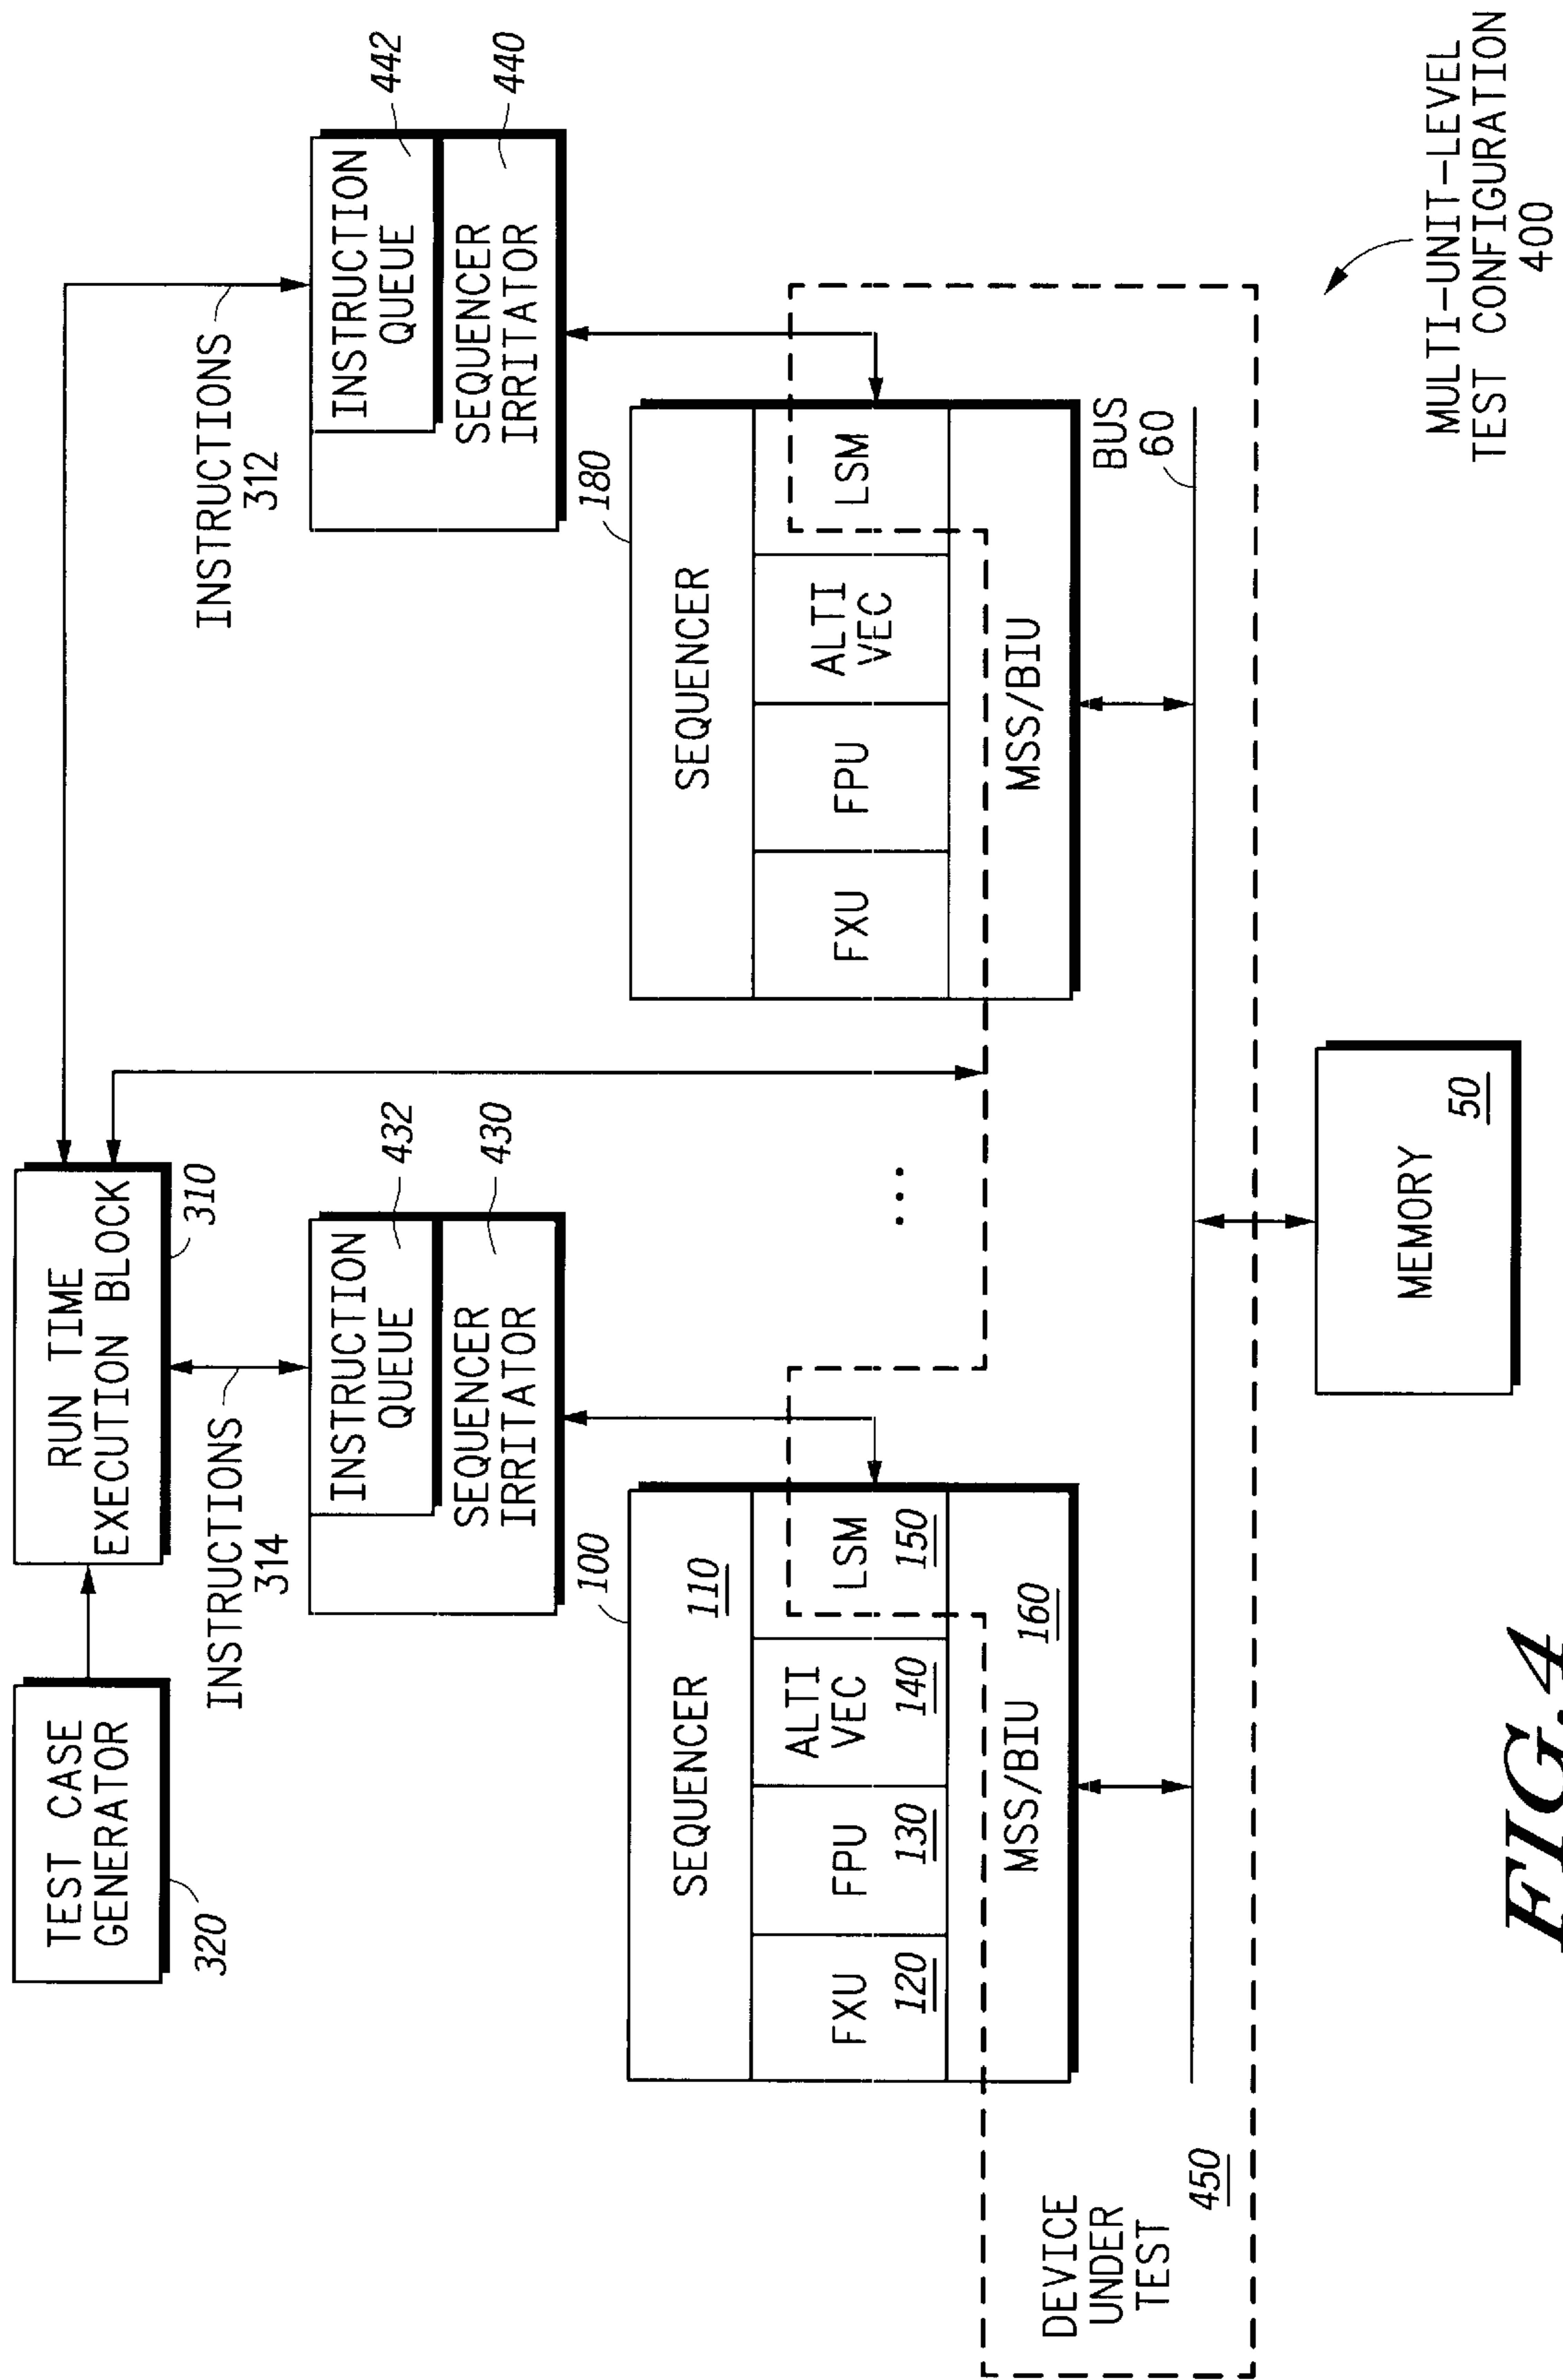 TEST CASE
GENERATOR
320
RUN TIME
EXECUTION BLOCK
310
INSTRUCTIONS
314
INSTRUCTIONS
312
INSTRUCTION
QUEUE
432
SEQUENCER
IRRITATOR
430
INSTRUCTION
QUEUE
442
SEQUENCER
IRRITATOR
440
100
SEQUENCER
110
FXU
120
FPU
130
ALTI
VEC
140
LSM
150
MSS/BIU
160
...
180
SEQUENCER
FXU
FPU
ALTI
VEC
LSM
MSS/BIU
BUS
60
DEVICE
UNDER
TEST
450
MEMORY
50
MULTI-UNIT-LEVEL
TEST CONFIGURATION
400
FIG.4